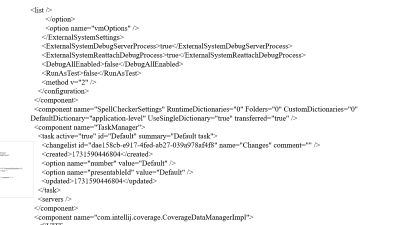 <list />
</option>
<option name="vmOptions" />
</ExternalSystemSettings>
<ExternalSystemDebugServerProcess>true</ExternalSystemDebugServerProcess>
<ExternalSystemReattachDebugProcess>true</ExternalSystemReattachDebugProcess>
<DebugAllEnabled>false</DebugAllEnabled>
<RunAsTest>false</RunAsTest>
<method v="2" />
</configuration>
</component>
<component name="SpellCheckerSettings" RuntimeDictionaries="0" Folders="0" CustomDictionaries="0"
DefaultDictionary="application-level" UseSingleDictionary="true" transferred="true" />
<component name="TaskManager">
<task active="true" id="Default" summary="Default task">
<changelist id="dae158cb-e917-4fed-ab27-039a978af4f8" name="Changes" comment="" />
<created>1731590446804</created>
<option name="number" value="Default" />
<option name="presentableId" value="Default" />
<updated>1731590446804</updated>
</task>
<servers />
</component>
<component name="com.intellij.coverage.CoverageDataManagerImpl">